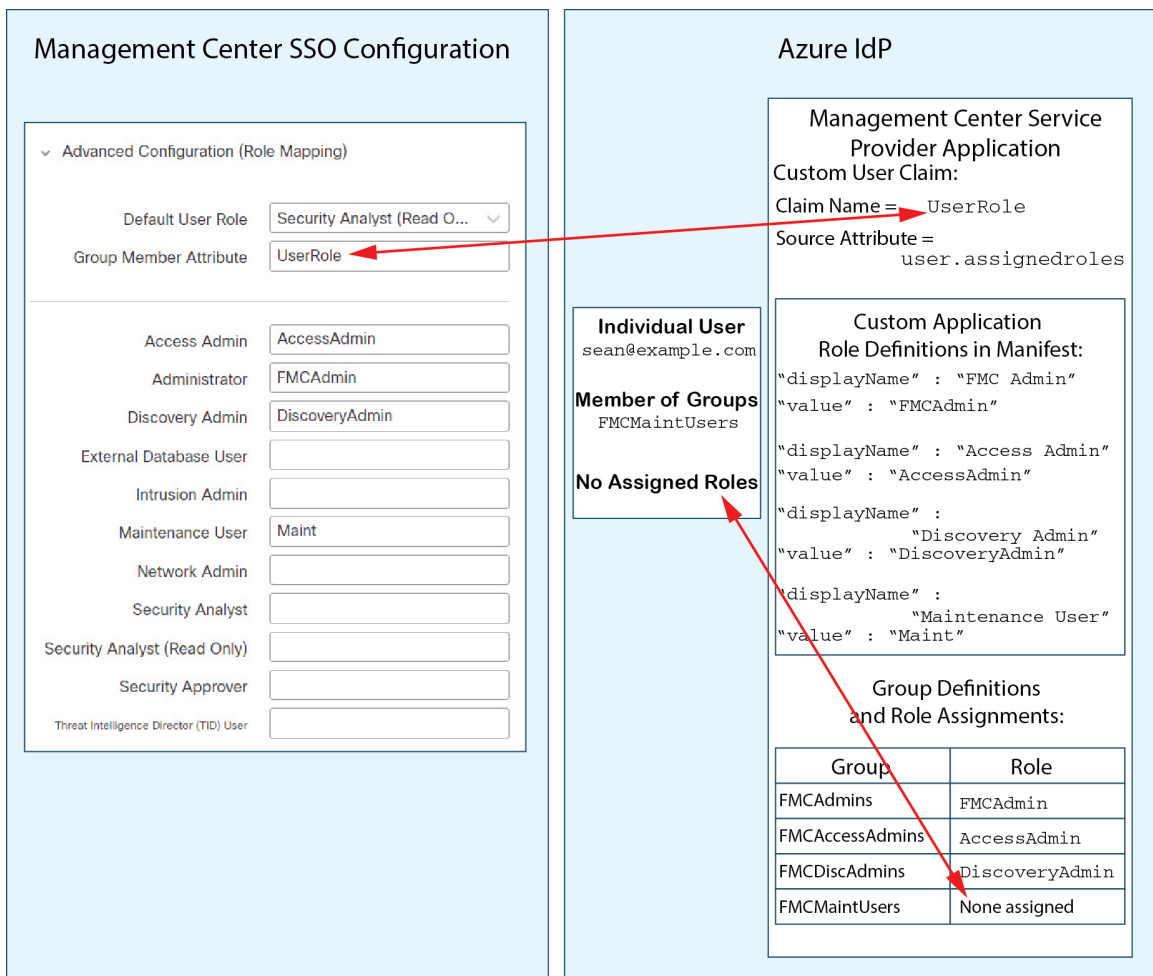 Management Center SSO Configuration
Advanced Configuration (Role Mapping)
Default User Role Security Analyst (Read O...
Group Member Attribute UserRole
Access Admin AccessAdmin
Administrator FMCAdmin
Discovery Admin DiscoveryAdmin
External Database User
Intrusion Admin
Maintenance User Maint
Network Admin
Security Analyst
Security Analyst (Read Only)
Security Approver
Threat Intelligence Director (TID) User
Azure IdP
Individual User
sean@example.com
Member of Groups
FMCMaintUsers
No Assigned Roles
Management Center Service
Provider Application
Custom User Claim:
Claim Name = UserRole
Source Attribute =
user.assignedroles
Custom Application
Role Definitions in Manifest:
“displayName” : “FMC Admin”
“value” : “FMCAdmin”
“displayName” : “Access Admin”
“value” : “AccessAdmin”
“displayName” :
“Discovery Admin”
“value” : “DiscoveryAdmin”
“displayName” :
“Maintenance User”
“value” : “Maint”
Group Definitions
and Role Assignments:
Group Role
FMCAdmins FMCAdmin
FMCAccessAdmins AccessAdmin
FMCDiscAdmins DiscoveryAdmin
FMCMaintUsers None assigned